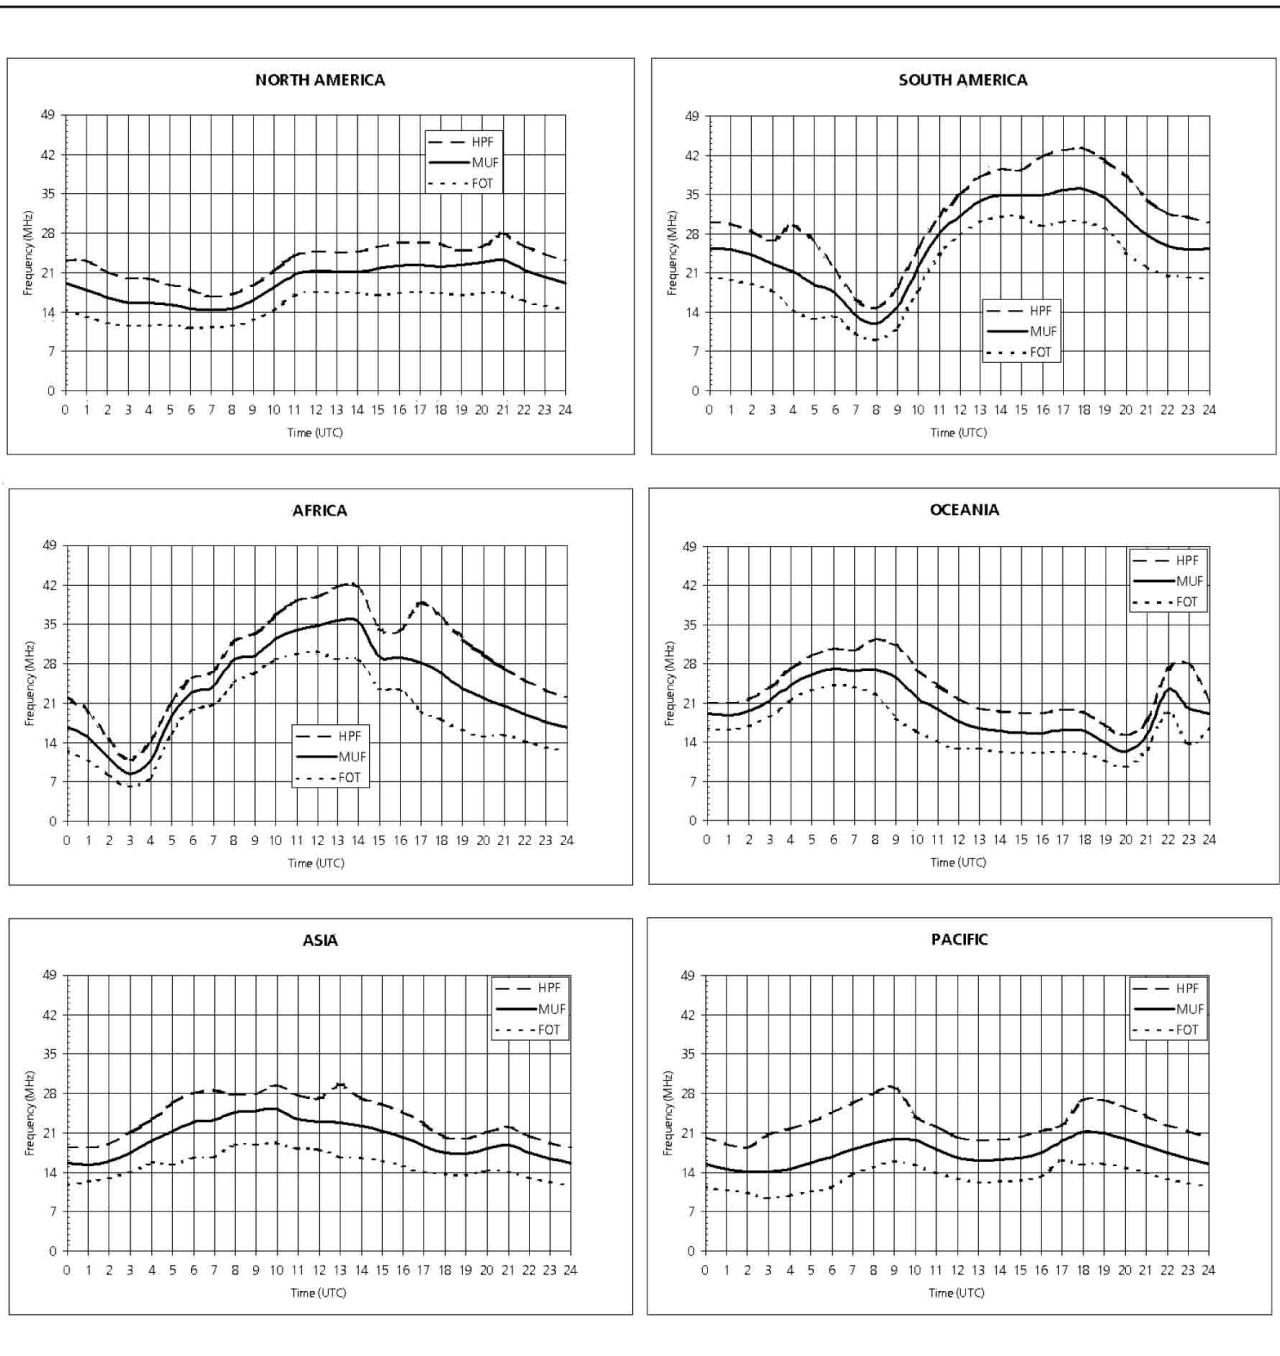 NORTH AMERICA
49
42
35
28
21
14
7
0
Frequency (MHz)
HPF
MUF
FOT
0 1 2 3 4 5 6 7 8 9 10 11 12 13 14 15 16 17 18 19 20 21 22 23 24
Time (UTC)
SOUTH AMERICA
49
42
35
28
21
14
7
0
Frequency (MHz)
HPF
MUF
FOT
0 1 2 3 4 5 6 7 8 9 10 11 12 13 14 15 16 17 18 19 20 21 22 23 24
Time (UTC)
AFRICA
49
42
35
28
21
14
7
0
Frequency (MHz)
HPF
MUF
FOT
0 1 2 3 4 5 6 7 8 9 10 11 12 13 14 15 16 17 18 19 20 21 22 23 24
Time (UTC)
OCEANIA
49
42
35
28
21
14
7
0
Frequency (MHz)
HPF
MUF
FOT
0 1 2 3 4 5 6 7 8 9 10 11 12 13 14 15 16 17 18 19 20 21 22 23 24
Time (UTC)
ASIA
49
42
35
28
21
14
7
0
Frequency (MHz)
HPF
MUF
FOT
0 1 2 3 4 5 6 7 8 9 10 11 12 13 14 15 16 17 18 19 20 21 22 23 24
Time (UTC)
PACIFIC
49
42
35
28
21
14
7
0
Frequency (MHz)
HPF
MUF
FOT
0 1 2 3 4 5 6 7 8 9 10 11 12 13 14 15 16 17 18 19 20 21 22 23 24
Time (UTC)